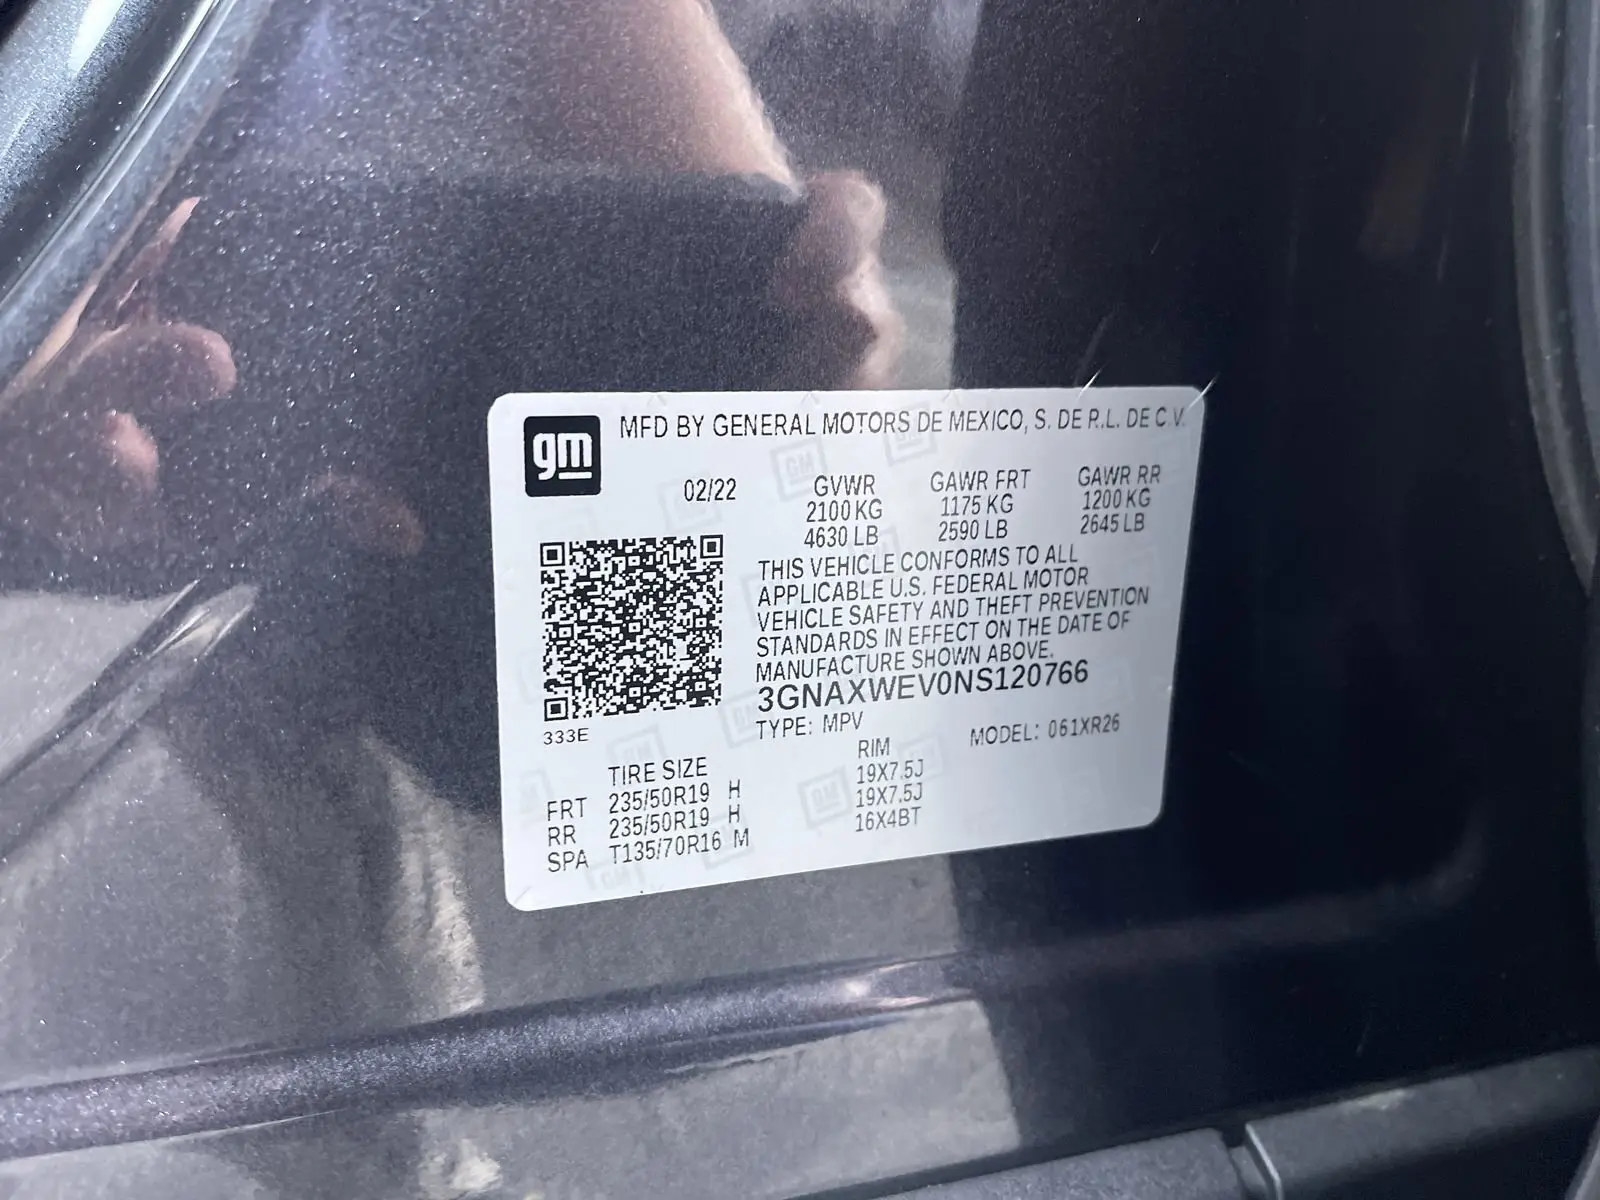 gm
MFD BY GENERAL MOTORS DE MEXICO, S. DE R.L. DE C.V.
02/22
GVWR GAWR FRT GAWR RR
2100 KG 1175 KG 1200 KG
4630 LB 2590 LB 2645 LB
THIS VEHICLE CONFORMS TO ALL
APPLICABLE U.S. FEDERAL MOTOR
VEHICLE SAFETY AND THEFT PREVENTION
STANDARDS IN EFFECT ON THE DATE OF
MANUFACTURE SHOWN ABOVE.
3GNAXWEV0NS120766
333E
TYPE: MPV MODEL: 061XR26
TIRE SIZE RIM
FRT 235/50R19 H 19X7.5J
RR 235/50R19 H 19X7.5J
SPA T135/70R16 M 16X4BT